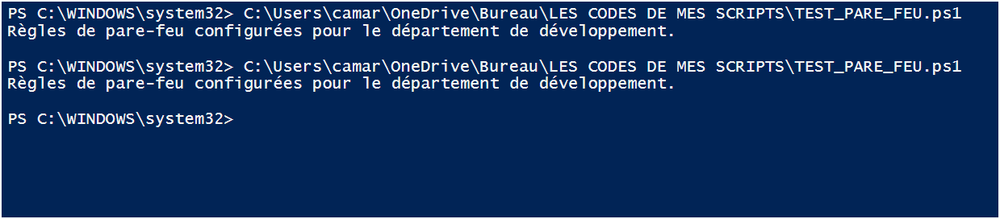 PS C:\WINDOWS\system32> C:\Users\camar\OneDrive\Bureau\LES CODES DE MES SCRIPTS\TEST_PARE_FEU.ps1
Règles de pare-feu configurées pour le département de développement.
PS C:\WINDOWS\system32> C:\Users\camar\OneDrive\Bureau\LES CODES DE MES SCRIPTS\TEST_PARE_FEU.ps1
Règles de pare-feu configurées pour le département de développement.
PS C:\WINDOWS\system32>